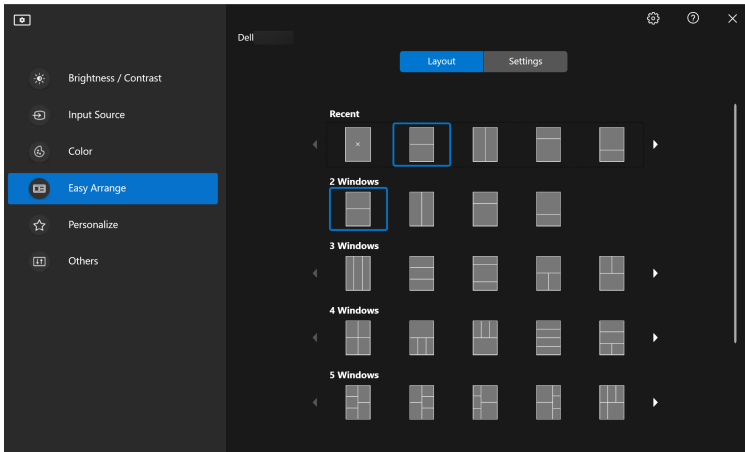 Dell
Layout
Settings
Brightness / Contrast
Input Source
Color
Easy Arrange
Personalize
Others
Recent
2 Windows
3 Windows
4 Windows
5 Windows